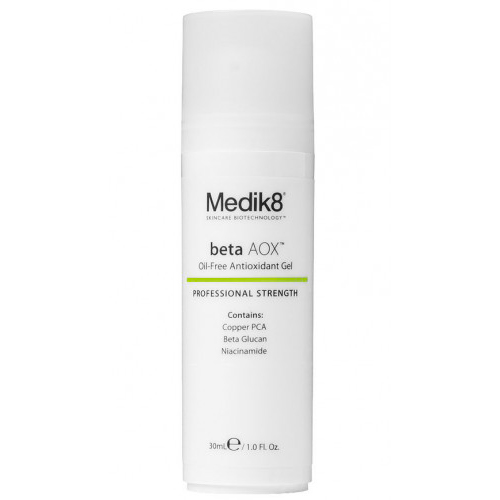 Medik8®
SKINCARE BIOTECHNOLOGY™
beta AOX™
Oil-Free Antioxidant Gel
PROFESSIONAL STRENGTH
Contains:
Copper PCA
Beta Glucan
Niacinamide
30mL℮/1.0 Fl. Oz.